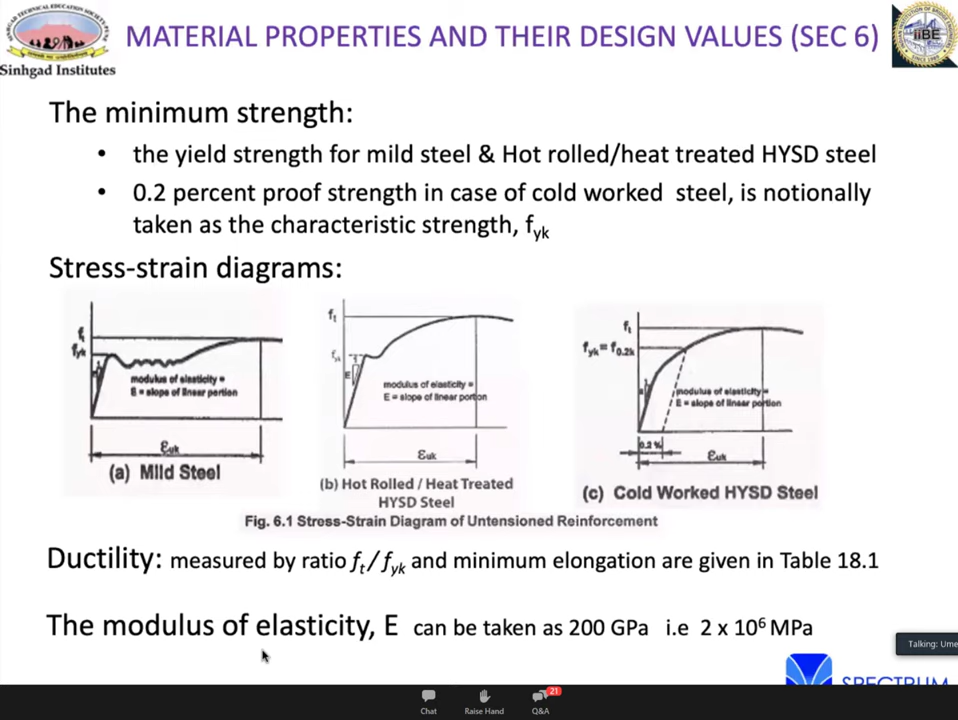 MATERIAL PROPERTIES AND THEIR DESIGN VALUES (SEC 6)
Sinhgad Institutes
iiBE
The minimum strength:
• the yield strength for mild steel & Hot rolled/heat treated HYSD steel
• 0.2 percent proof strength in case of cold worked steel, is notionally
taken as the characteristic strength, fyk
Stress-strain diagrams:
ft
fyk
modulus of elasticity =
E = slope of linear portion
εuk
(a) Mild Steel
ft
fyk
E
modulus of elasticity =
E = slope of linear portion
εuk
(b) Hot Rolled / Heat Treated
HYSD Steel
ft
fyk = f0.2k
modulus of elasticity =
E = slope of linear portion
0.2 %
εuk
(c) Cold Worked HYSD Steel
Fig. 6.1 Stress-Strain Diagram of Untensioned Reinforcement
Ductility: measured by ratio ft/fyk and minimum elongation are given in Table 18.1
The modulus of elasticity, E can be taken as 200 GPa i.e 2 x 10⁶ MPa
Talking: Ume
SPECTRUM
Chat
Raise Hand
21
Q&A